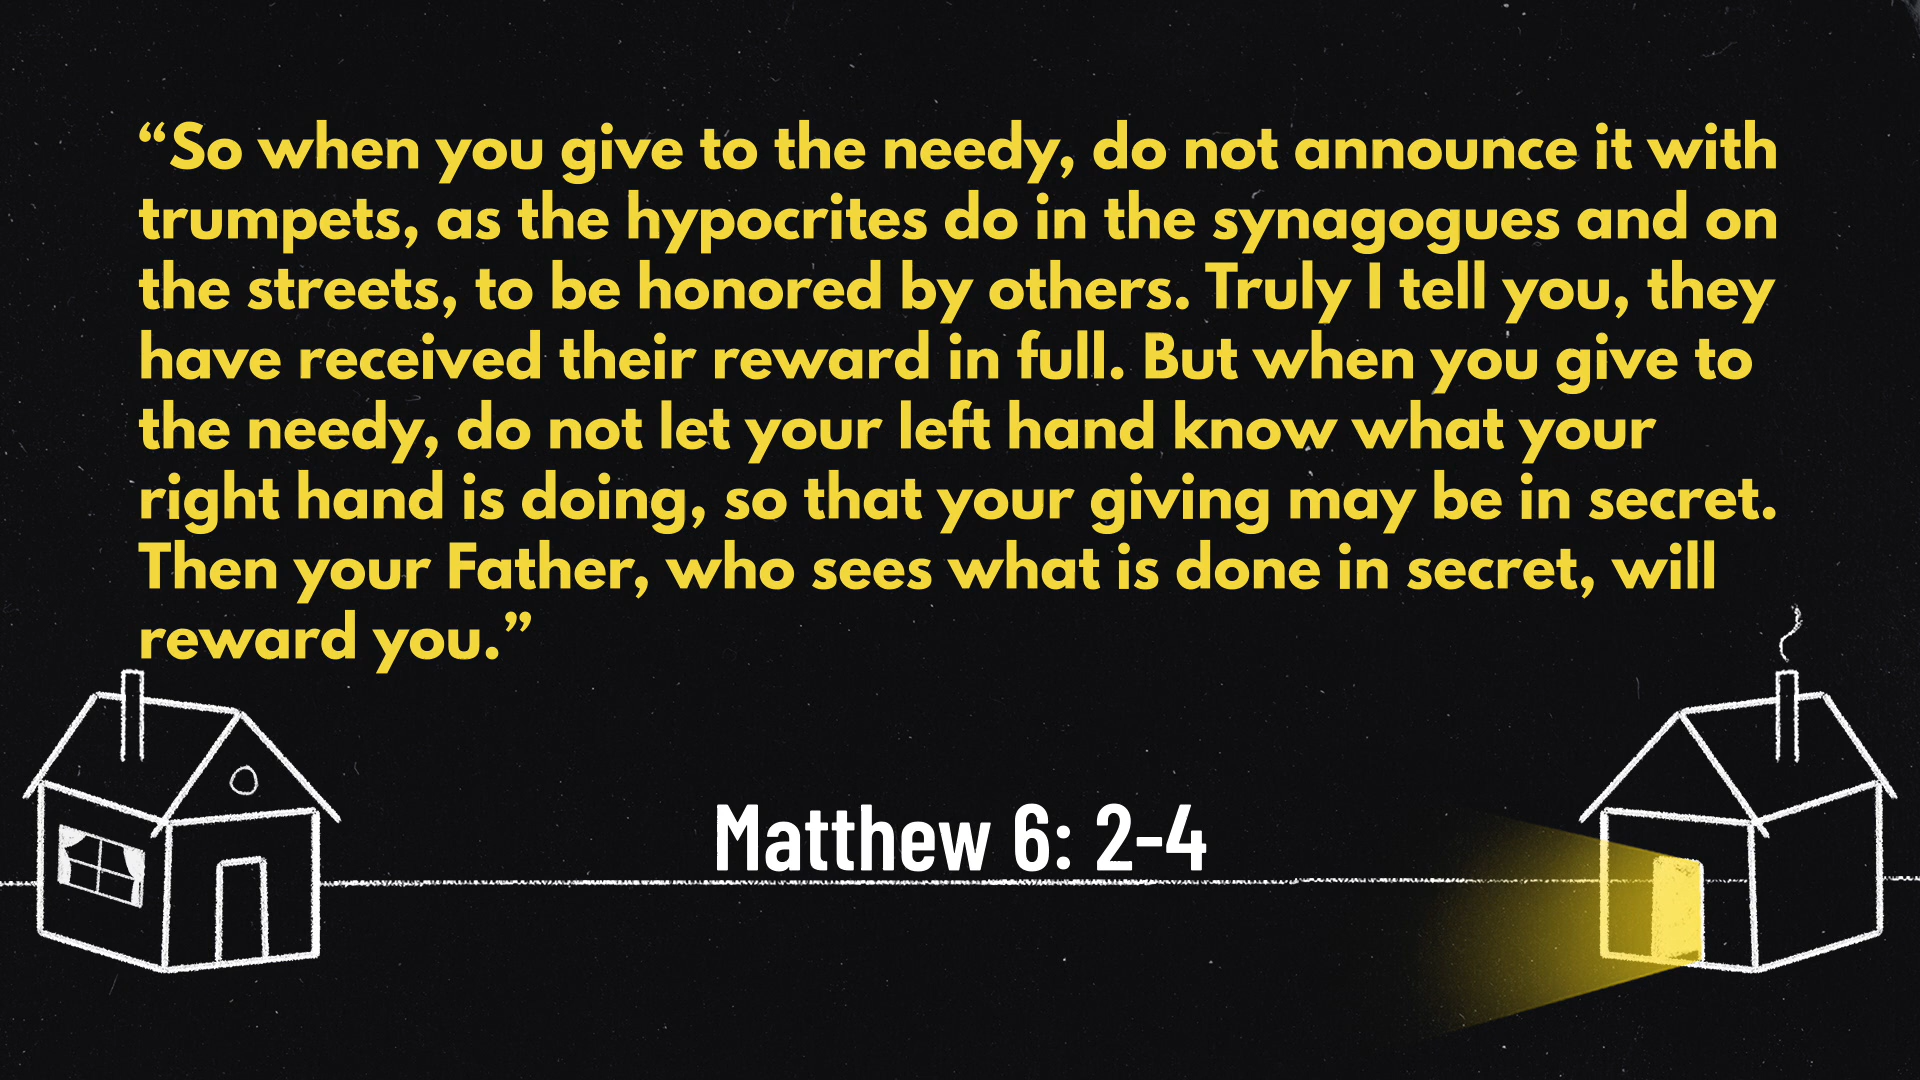 “So when you give to the needy, do not announce it with
trumpets, as the hypocrites do in the synagogues and on
the streets, to be honored by others. Truly I tell you, they
have received their reward in full. But when you give to
the needy, do not let your left hand know what your
right hand is doing, so that your giving may be in secret.
Then your Father, who sees what is done in secret, will
reward you.”
Matthew 6: 2-4